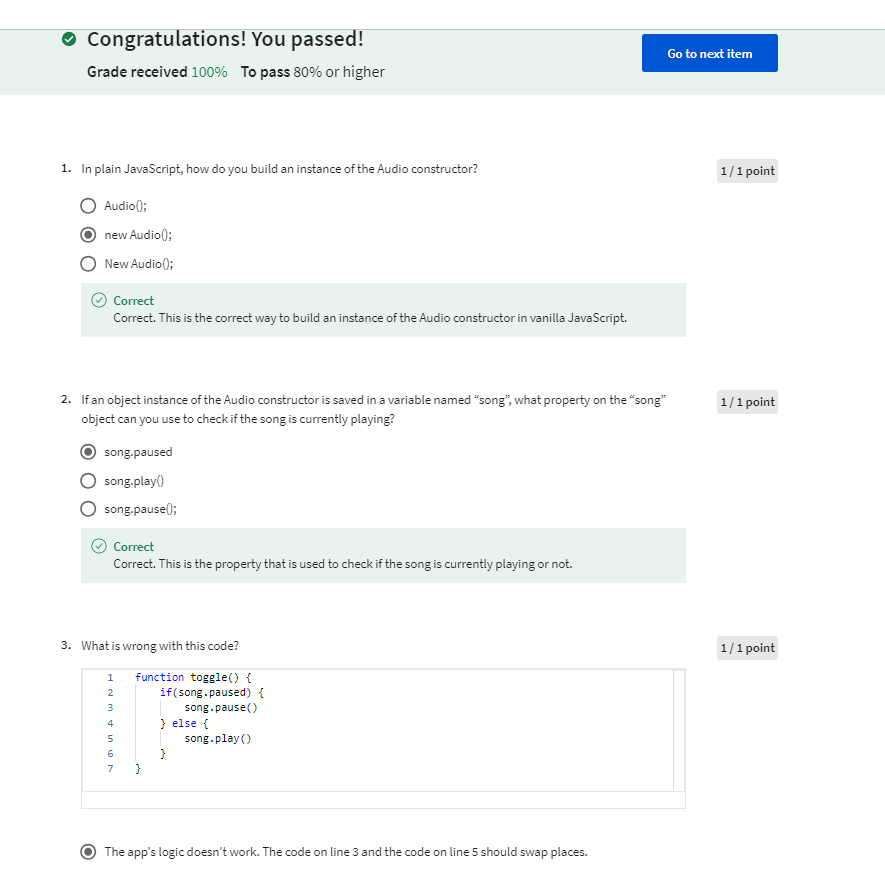 Congratulations! You passed!
Go to next item
Grade received 100% To pass 80% or higher
1. In plain JavaScript, how do you build an instance of the Audio constructor?
1 / 1 point
Audio();
new Audio();
New Audio();
Correct
Correct. This is the correct way to build an instance of the Audio constructor in vanilla JavaScript.
2. If an object instance of the Audio constructor is saved in a variable named “song”, what property on the “song”
1 / 1 point
object can you use to check if the song is currently playing?
song.paused
song.play()
song.pause();
Correct
Correct. This is the property that is used to check if the song is currently playing or not.
3. What is wrong with this code?
1 / 1 point
1 function toggle() {
2 if(song.paused) {
3 song.pause()
4 } else {
5 song.play()
6 }
7 }
The app's logic doesn't work. The code on line 3 and the code on line 5 should swap places.